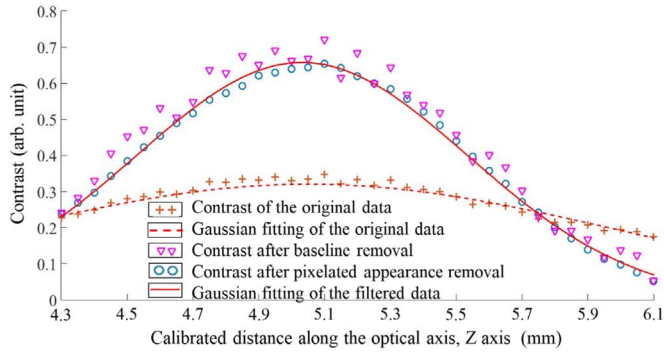 0.8
0.7
0.6
0.5
0.4
0.3
0.2
0.1
0
Contrast (arb. unit)
Contrast of the original data
Gaussian fitting of the original data
Contrast after baseline removal
Contrast after pixelated appearance removal
Gaussian fitting of the filtered data
4.3 4.5 4.7 4.9 5.1 5.3 5.5 5.7 5.9 6.1
Calibrated distance along the optical axis, Z axis (mm)